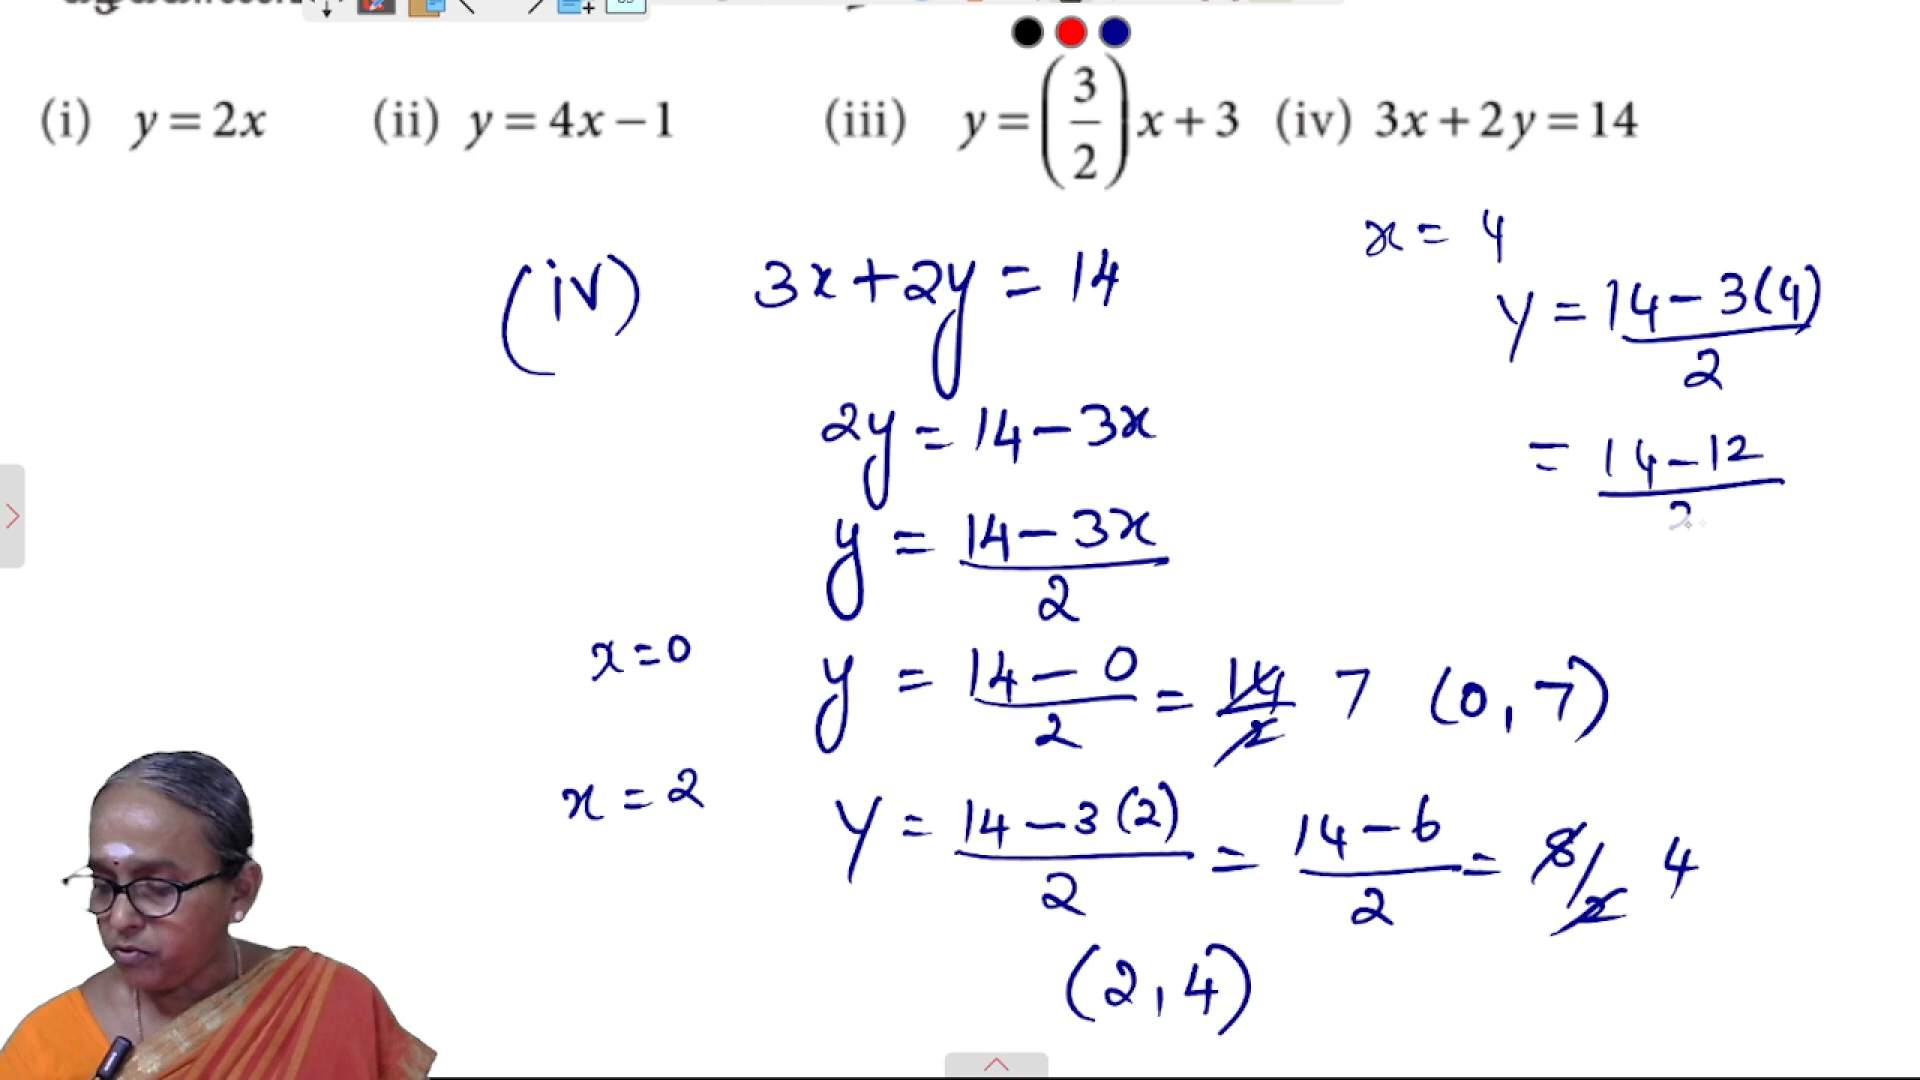 (i) y = 2x (ii) y = 4x − 1 (iii) y = (3/2)x + 3 (iv) 3x + 2y = 14
(iv) 3x + 2y = 14
2y = 14 − 3x
y = (14 − 3x)/2
x = 0 y = (14 − 0)/2 = 14/2 7 (0, 7)
x = 2 y = (14 − 3(2))/2 = (14 − 6)/2 = 8/2 4
(2, 4)
x = 4
y = (14 − 3(4))/2
= (14 − 12)/2